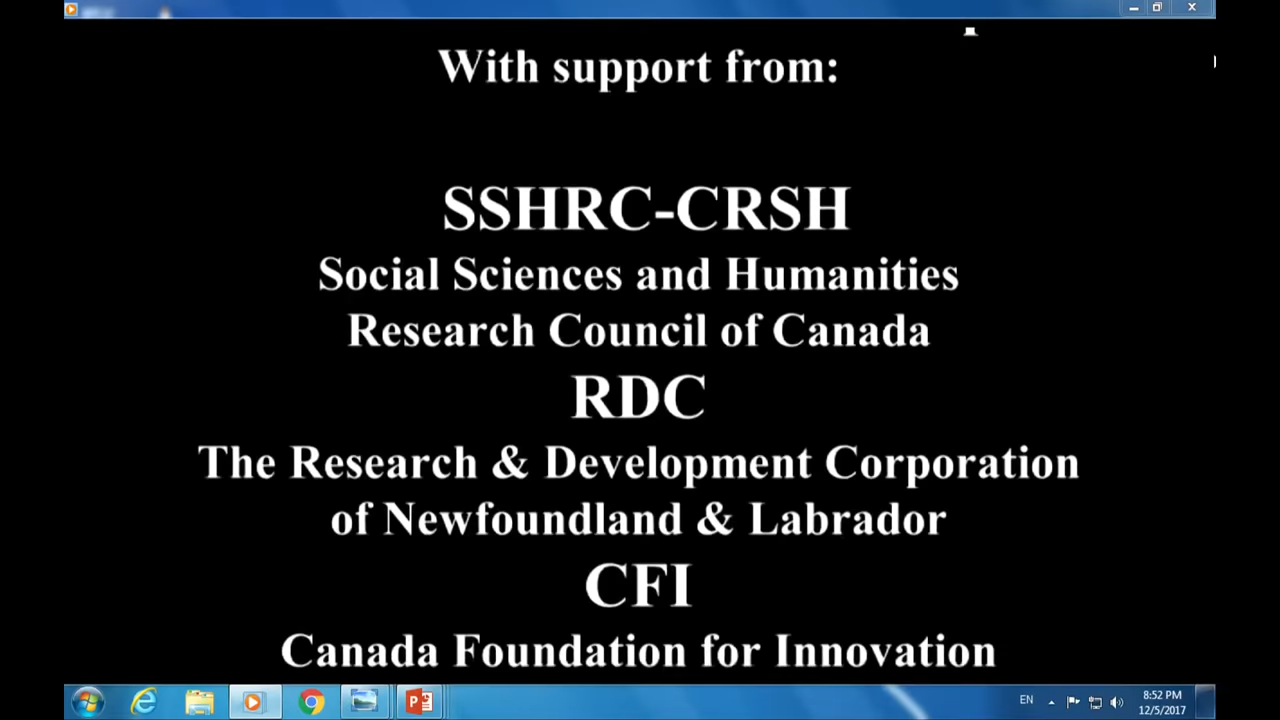 With support from:
SSHRC-CRSH
Social Sciences and Humanities
Research Council of Canada
RDC
The Research & Development Corporation
of Newfoundland & Labrador
CFI
Canada Foundation for Innovation
EN
8:52 PM
12/5/2017